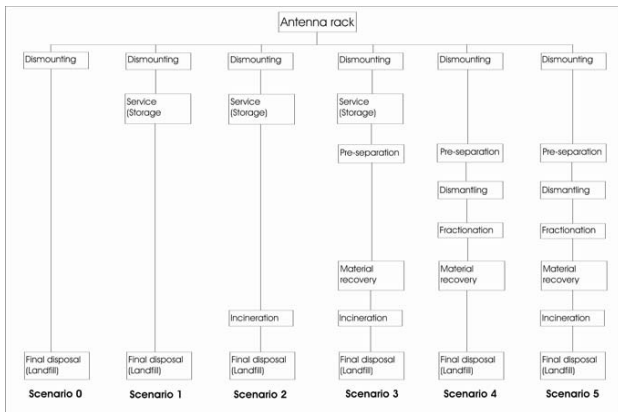 Antenna rack
Dismounting
Dismounting
Dismounting
Dismounting
Dismounting
Dismounting
Service
(Storage
Service
(Storage)
Service
(Storage)
Pre-separation
Pre-separation
Pre-separation
Dismantling
Dismantling
Fractionation
Fractionation
Material
recovery
Material
recovery
Material
recovery
Incineration
Incineration
Incineration
Final disposal
(Landfill)
Final disposal
(Landfill)
Final disposal
(Landfill)
Final disposal
(Landfill)
Final disposal
(Landfill)
Final disposal
(Landfill)
Scenario 0
Scenario 1
Scenario 2
Scenario 3
Scenario 4
Scenario 5